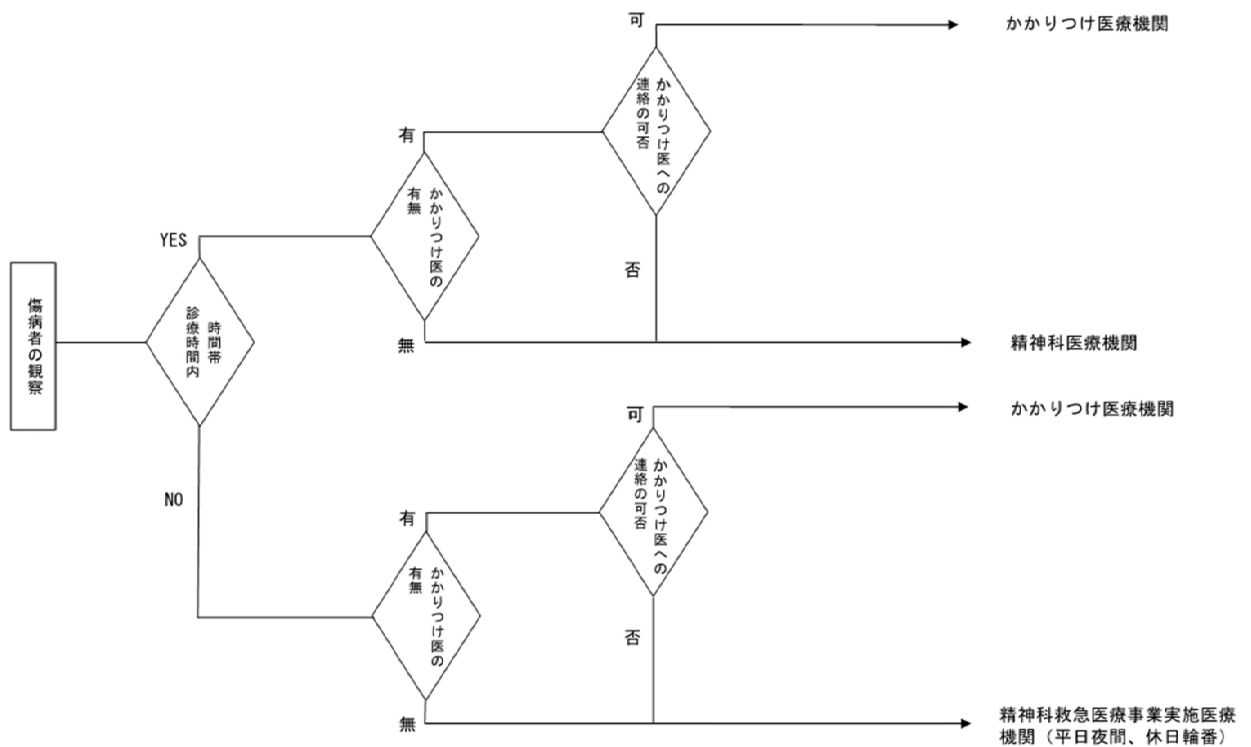 傷病者の観察
時間帯
診療時間内
YES
NO
かかりつけ医の
有無
有
無
かかりつけ医への
連絡の可否
可
否
かかりつけ医療機関
精神科医療機関
かかりつけ医の
有無
有
無
かかりつけ医への
連絡の可否
可
否
かかりつけ医療機関
精神科救急医療事業実施医療
機関（平日夜間、休日輪番）